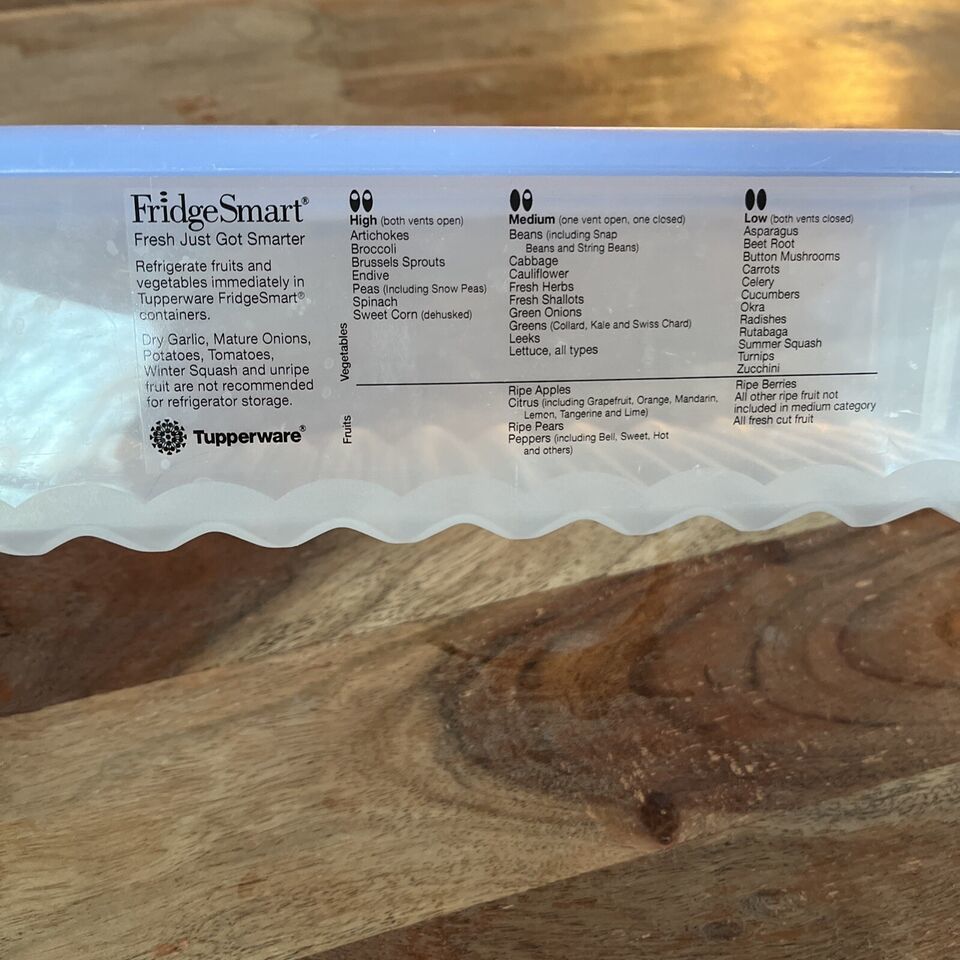 FridgeSmart®
Fresh Just Got Smarter
Refrigerate fruits and
vegetables immediately in
Tupperware FridgeSmart®
containers.
Dry Garlic, Mature Onions,
Potatoes, Tomatoes,
Winter Squash and unripe
fruit are not recommended
for refrigerator storage.
Tupperware®
Vegetables
High (both vents open)
Artichokes
Broccoli
Brussels Sprouts
Endive
Peas (including Snow Peas)
Spinach
Sweet Corn (dehusked)
Medium (one vent open, one closed)
Beans (including Snap
Beans and String Beans)
Cabbage
Cauliflower
Fresh Herbs
Fresh Shallots
Green Onions
Greens (Collard, Kale and Swiss Chard)
Leeks
Lettuce, all types
Low (both vents closed)
Asparagus
Beet Root
Button Mushrooms
Carrots
Celery
Cucumbers
Okra
Radishes
Rutabaga
Summer Squash
Turnips
Zucchini
Fruits
Ripe Apples
Citrus (including Grapefruit, Orange, Mandarin,
Lemon, Tangerine and Lime)
Ripe Pears
Peppers (including Bell, Sweet, Hot
and others)
Ripe Berries
All other ripe fruit not
included in medium category
All fresh cut fruit